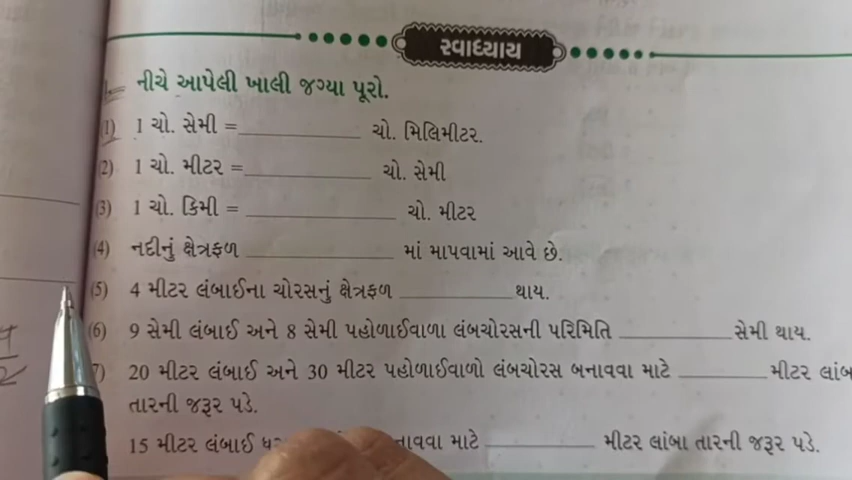 સ્વાધ્યાય
નીચે આપેલી ખાલી જગ્યા પૂરો.
(1) 1 ચો. સેમી = ____________ ચો. મિલિમીટર.
(2) 1 ચો. મીટર = ____________ ચો. સેમી
(3) 1 ચો. કિમી = ____________ ચો. મીટર
(4) નદીનું ક્ષેત્રફળ ____________ માં માપવામાં આવે છે.
(5) 4 મીટર લંબાઈના ચોરસનું ક્ષેત્રફળ ____________ થાય.
(6) 9 સેમી લંબાઈ અને 8 સેમી પહોળાઈવાળા લંબચોરસની પરિમિતિ ____________ સેમી થાય.
7) 20 મીટર લંબાઈ અને 30 મીટર પહોળાઈવાળો લંબચોરસ બનાવવા માટે ____________ મીટર લાંબ
તારની જરૂર પડે.
15 મીટર લંબાઈ માટે ____________ મીટર લાંબા તારની જરૂર પડે.